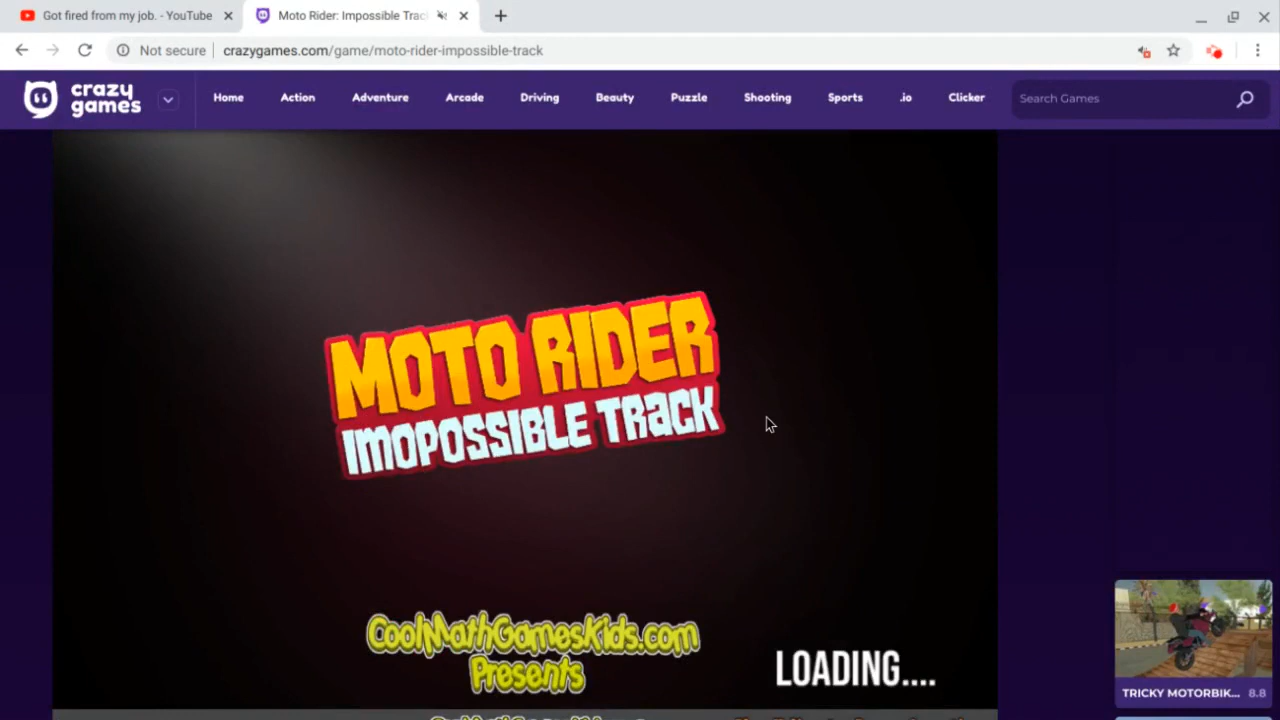 Got fired from my job. - YouTube
Moto Rider: Impossible Trac
Not secure
crazygames.com/game/moto-rider-impossible-track
crazy games
Home
Action
Adventure
Arcade
Driving
Beauty
Puzzle
Shooting
Sports
.io
Clicker
Search Games
MOTO RIDER
IMOPOSSIBLE TRACK
CoolMathGamesKids.com
Presents
LOADING....
TRICKY MOTORBIK... 8.8